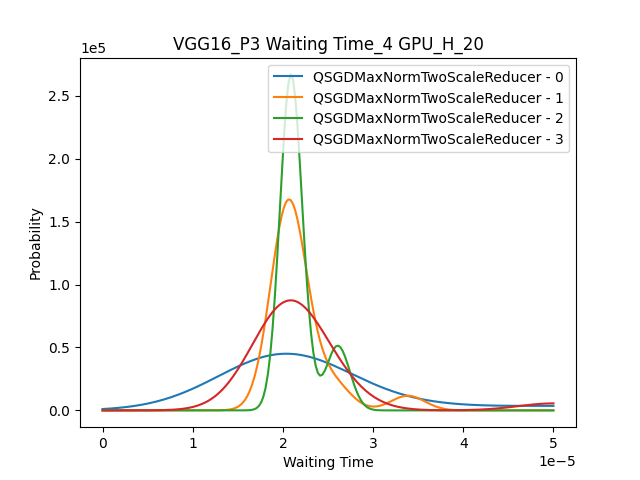 VGG16_P3 Waiting Time_4 GPU_H_20
1e5
QSGDMaxNormTwoScaleReducer - 0
QSGDMaxNormTwoScaleReducer - 1
QSGDMaxNormTwoScaleReducer - 2
QSGDMaxNormTwoScaleReducer - 3
2.5
2.0
1.5
1.0
0.5
0.0
Probability
0 1 2 3 4 5
Waiting Time
1e−5